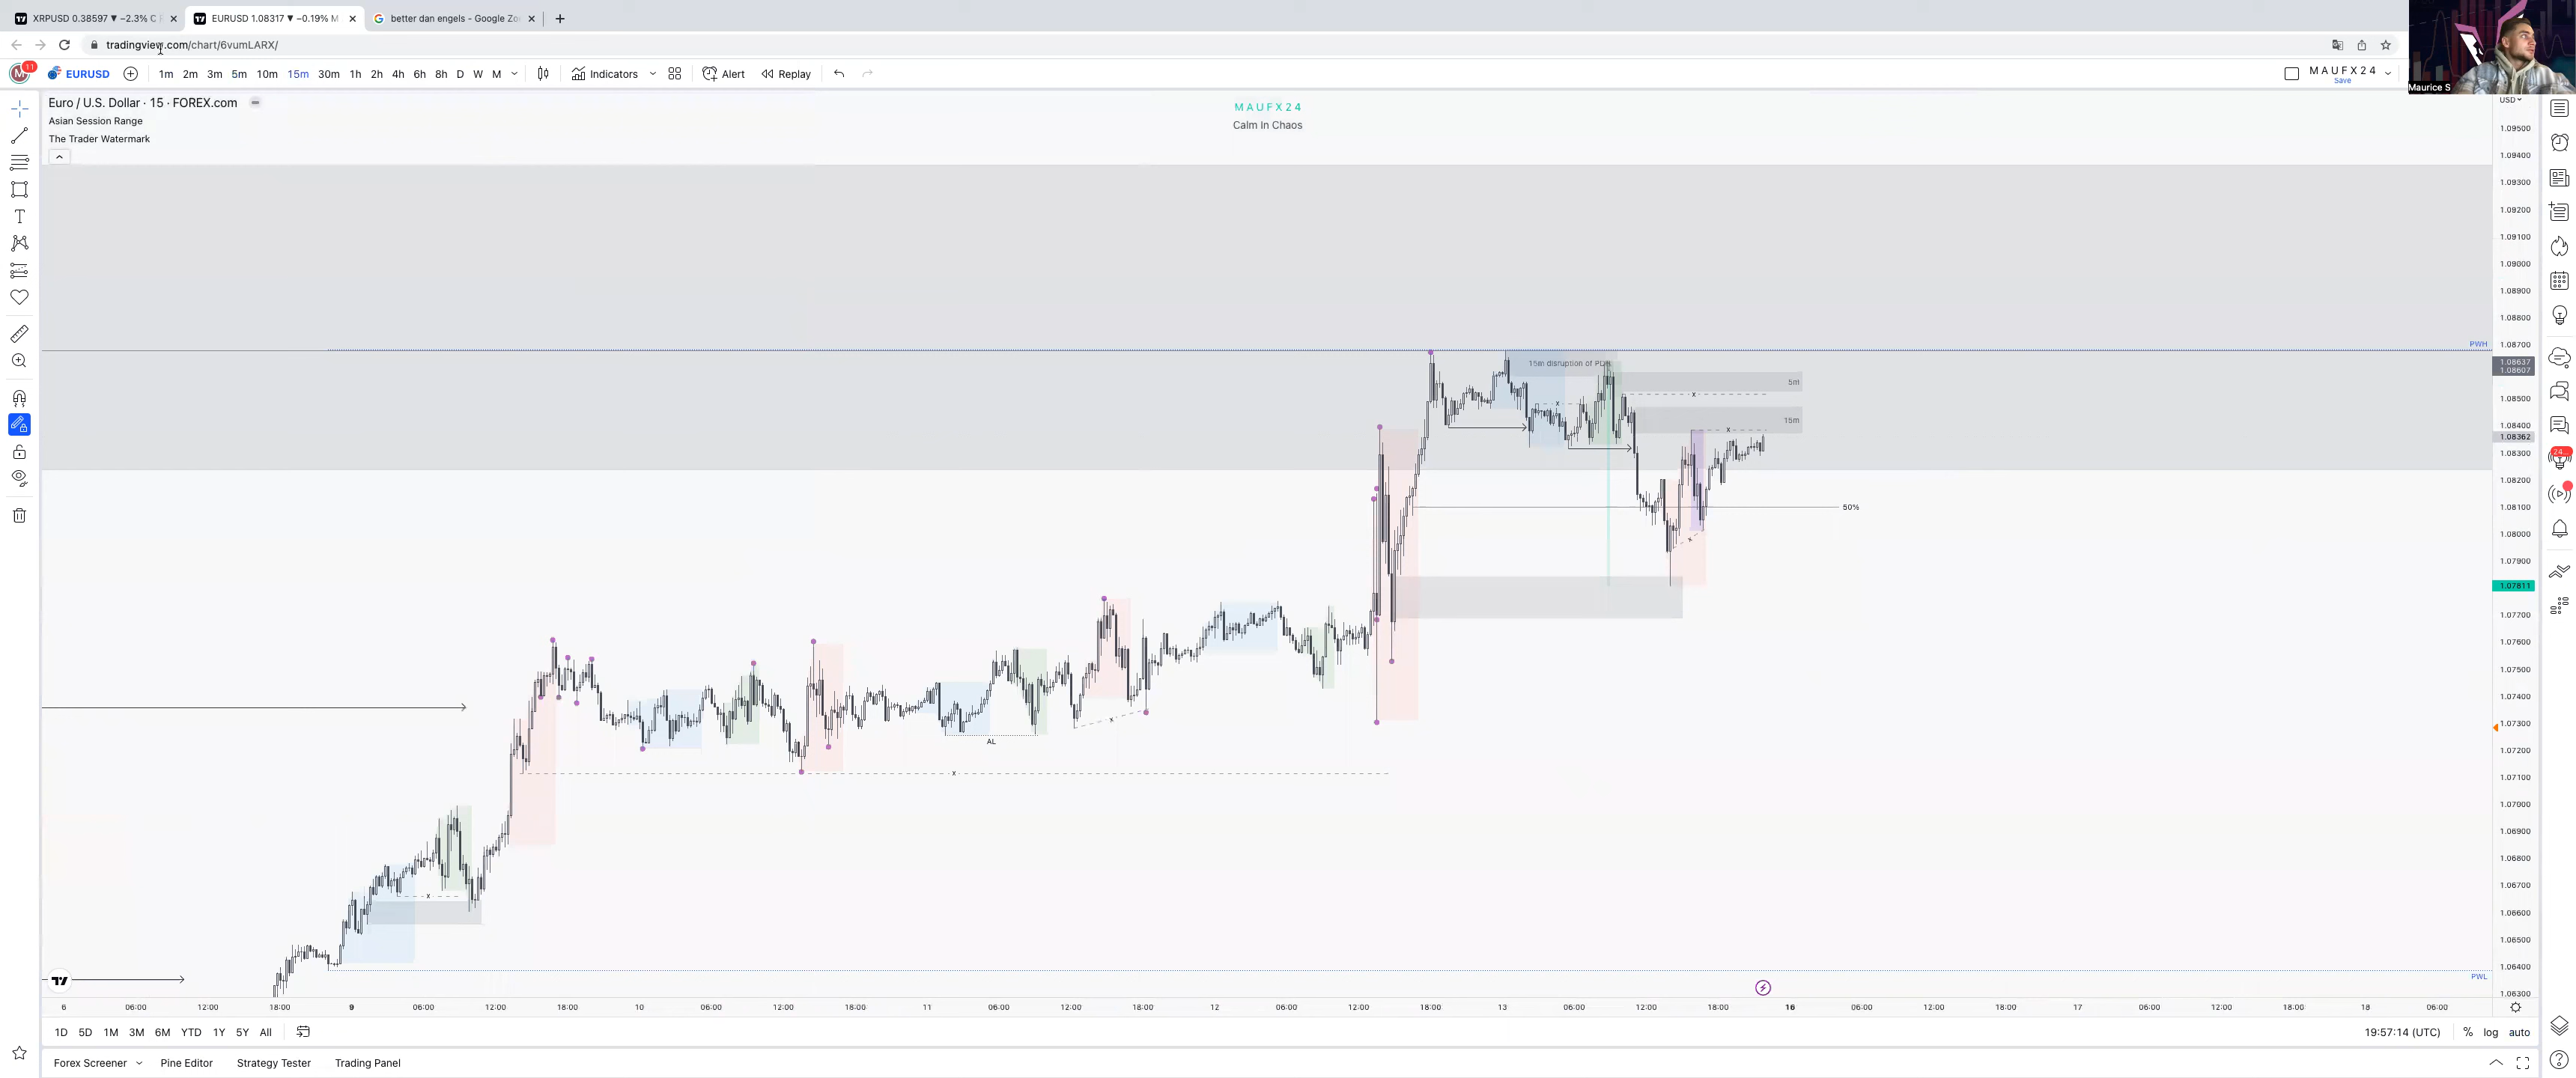 XRPUSD 0.38597 ▼ −2.3% C
EURUSD 1.08317 ▼ −0.19% M
better dan engels - Google Zo
tradingview.com/chart/6vumLARX/
M
11
EURUSD
1m 2m 3m 5m 10m 15m 30m 1h 2h 4h 6h 8h D W M
Indicators
Alert
Replay
MAUFX24
Save
Maurice S
Euro / U.S. Dollar · 15 · FOREX.com
Asian Session Range
The Trader Watermark
MAUFX24
Calm In Chaos
USD
1.09500
1.09400
1.09300
1.09200
1.09100
1.09000
1.08900
1.08800
1.08700
PWH
1.08637
1.08607
15m disruption of
5m
x
1.08500
x
15m
1.08400
x
1.08362
1.08300
1.08200
50%
1.08100
1.08000
x
1.07900
1.07811
1.07700
1.07600
1.07500
1.07400
1.07300
x
AL
1.07200
x
1.07100
1.07000
1.06900
1.06800
1.06700
x
1.06600
1.06500
1.06400
PWL
1.06300
6 06:00 12:00 18:00 9 06:00 12:00 18:00 10 06:00 12:00 18:00 11 06:00 12:00 18:00 12 06:00 12:00 18:00 13 06:00 12:00 18:00 16 06:00 12:00 18:00 17 06:00 12:00 18:00 18 06:00
1D 5D 1M 3M 6M YTD 1Y 5Y All
19:57:14 (UTC) % log auto
Forex Screener Pine Editor Strategy Tester Trading Panel